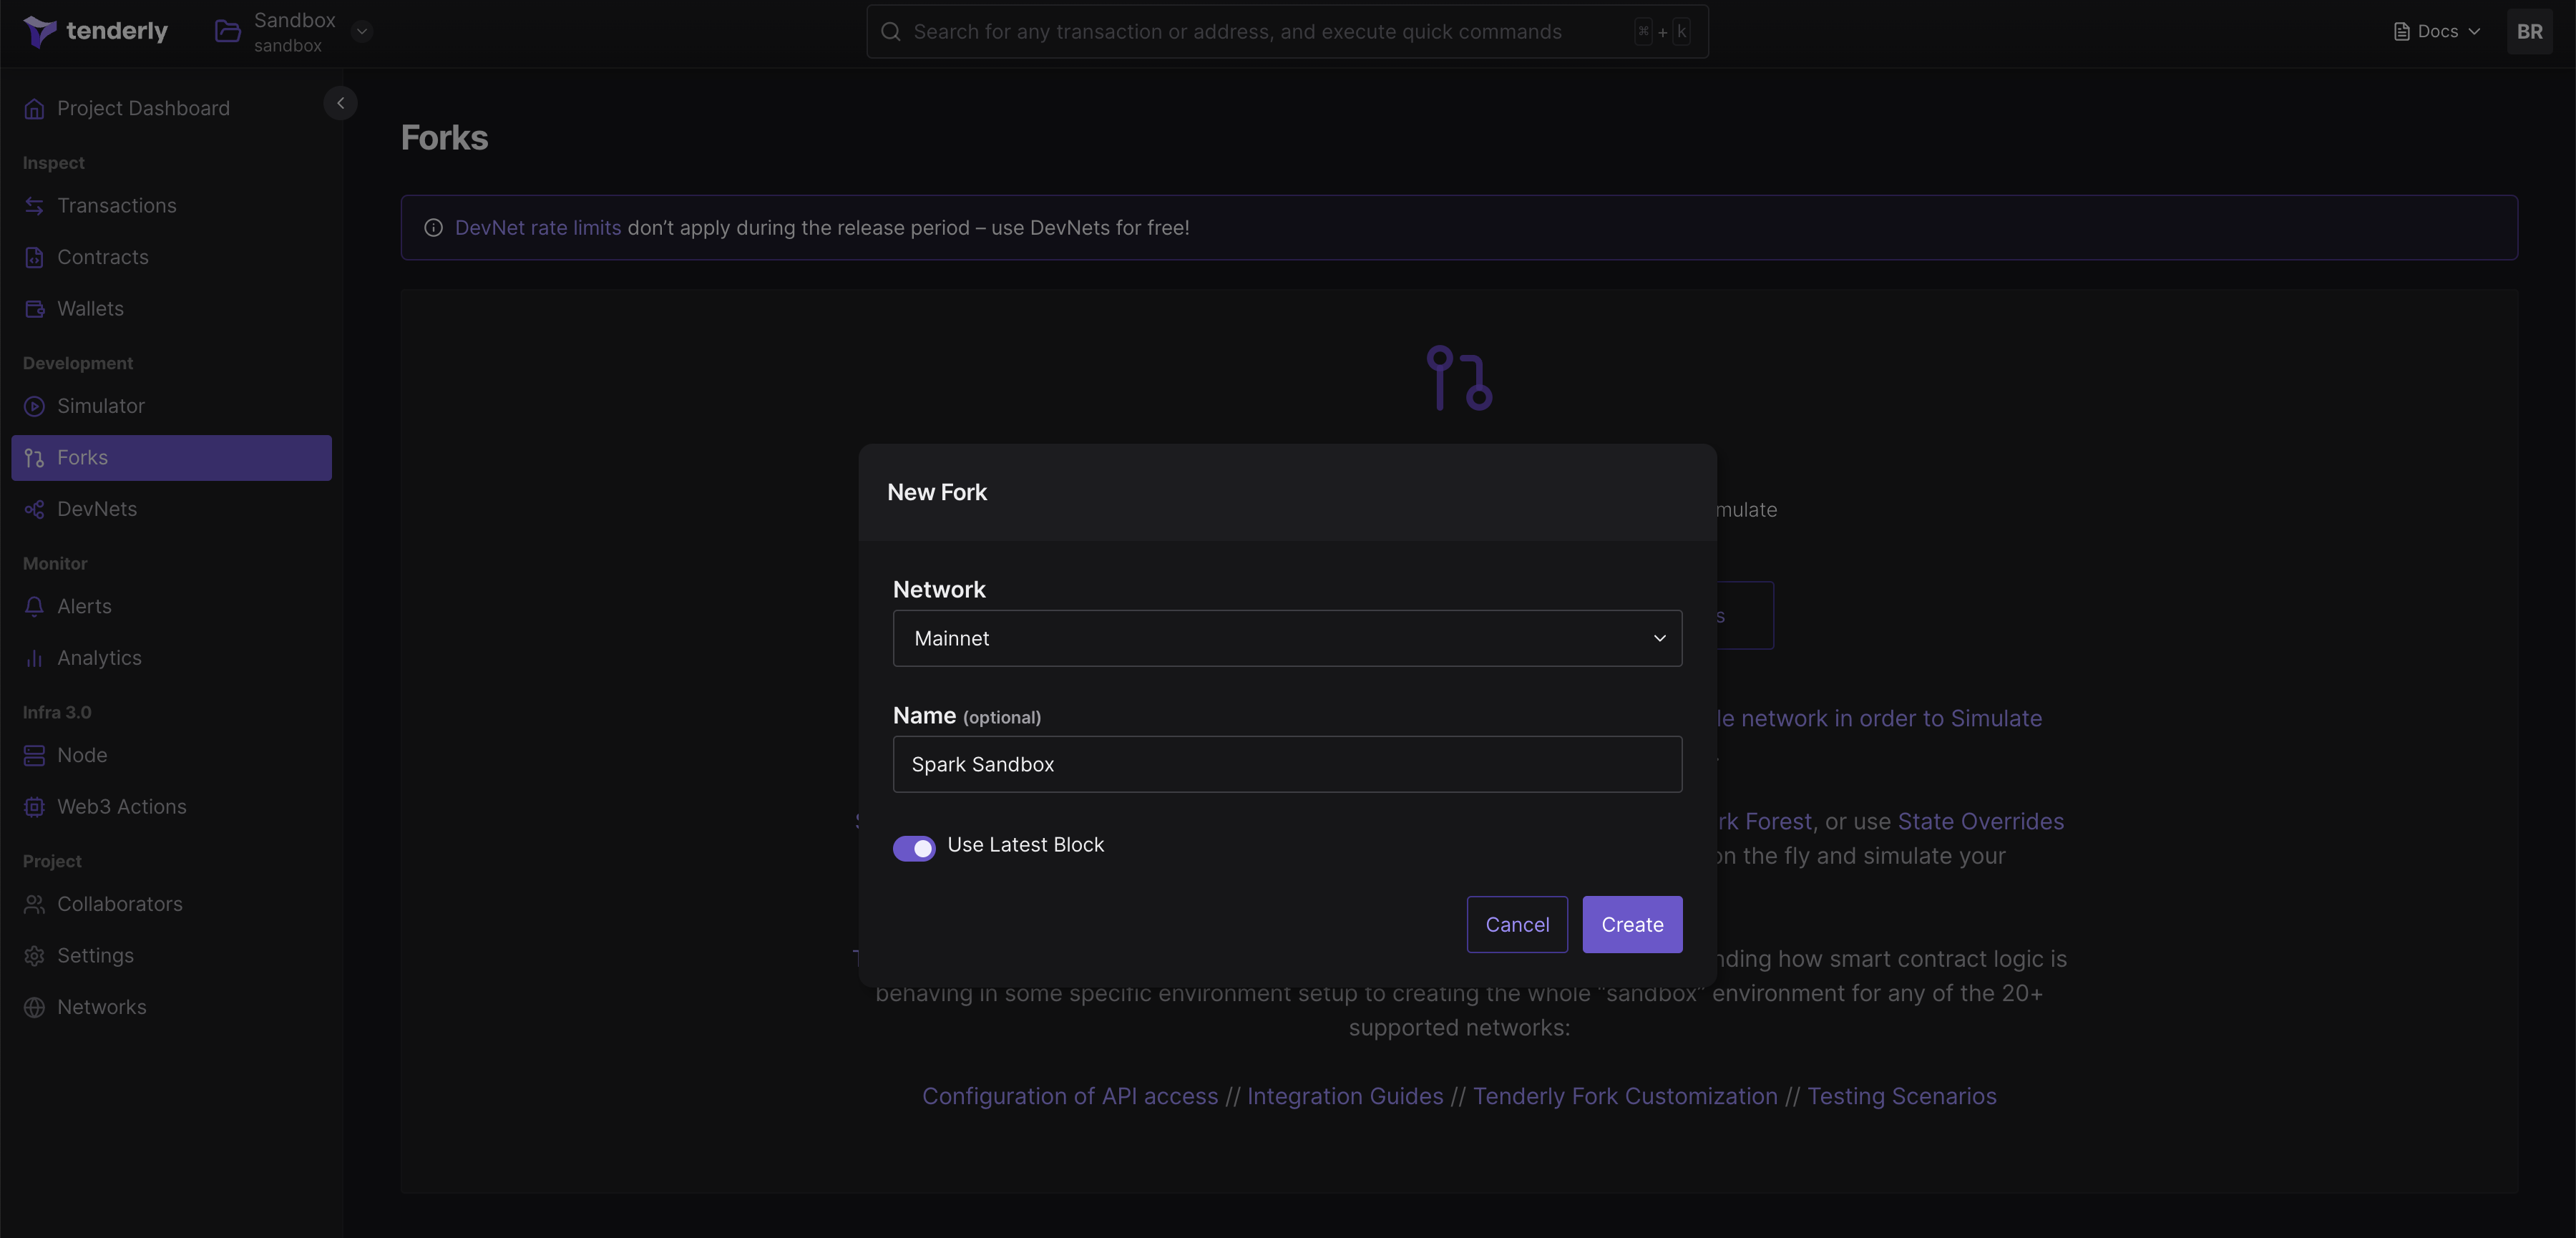 tenderly
Sandbox
sandbox
Search for any transaction or address, and execute quick commands
⌘ + k
Docs
BR
Project Dashboard
Inspect
Transactions
Contracts
Wallets
Development
Simulator
Forks
DevNets
Monitor
Alerts
Analytics
Infra 3.0
Node
Web3 Actions
Project
Collaborators
Settings
Networks
Forks
DevNet rate limits don’t apply during the release period – use DevNets for free!
New Fork
Network
Mainnet
Name (optional)
Spark Sandbox
Use Latest Block
Cancel
Create
network in order to Simulate
Forest, or use State Overrides
the fly and simulate your
how smart contract logic is
behaving in some specific environment setup to creating the whole "sandbox" environment for any of the 20+
supported networks:
Configuration of API access // Integration Guides // Tenderly Fork Customization // Testing Scenarios